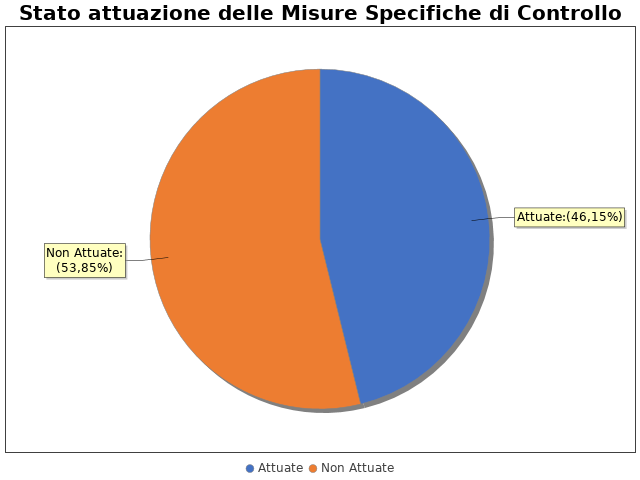 Stato attuazione delle Misure Specifiche di Controllo
Attuate:(46,15%)
Non Attuate:
(53,85%)
Attuate Non Attuate